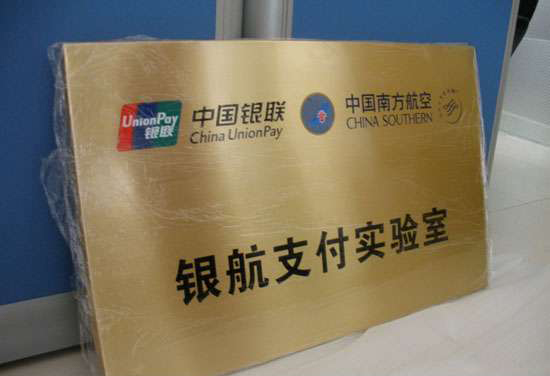 UnionPay
银联
中国银联
China UnionPay
中国南方航空
CHINA SOUTHERN
银航支付实验室